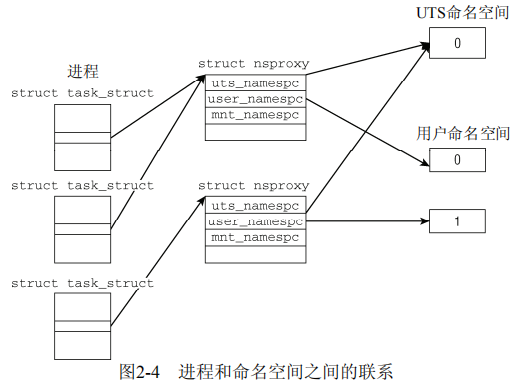 UTS命名空间
0
struct nsproxy
进程
struct task_struct
uts_namespc
user_namespc
mnt_namespc
用户命名空间
0
struct task_struct
struct nsproxy
uts_namespc
user_namespc
mnt_namespc
1
struct task_struct
图2-4 进程和命名空间之间的联系